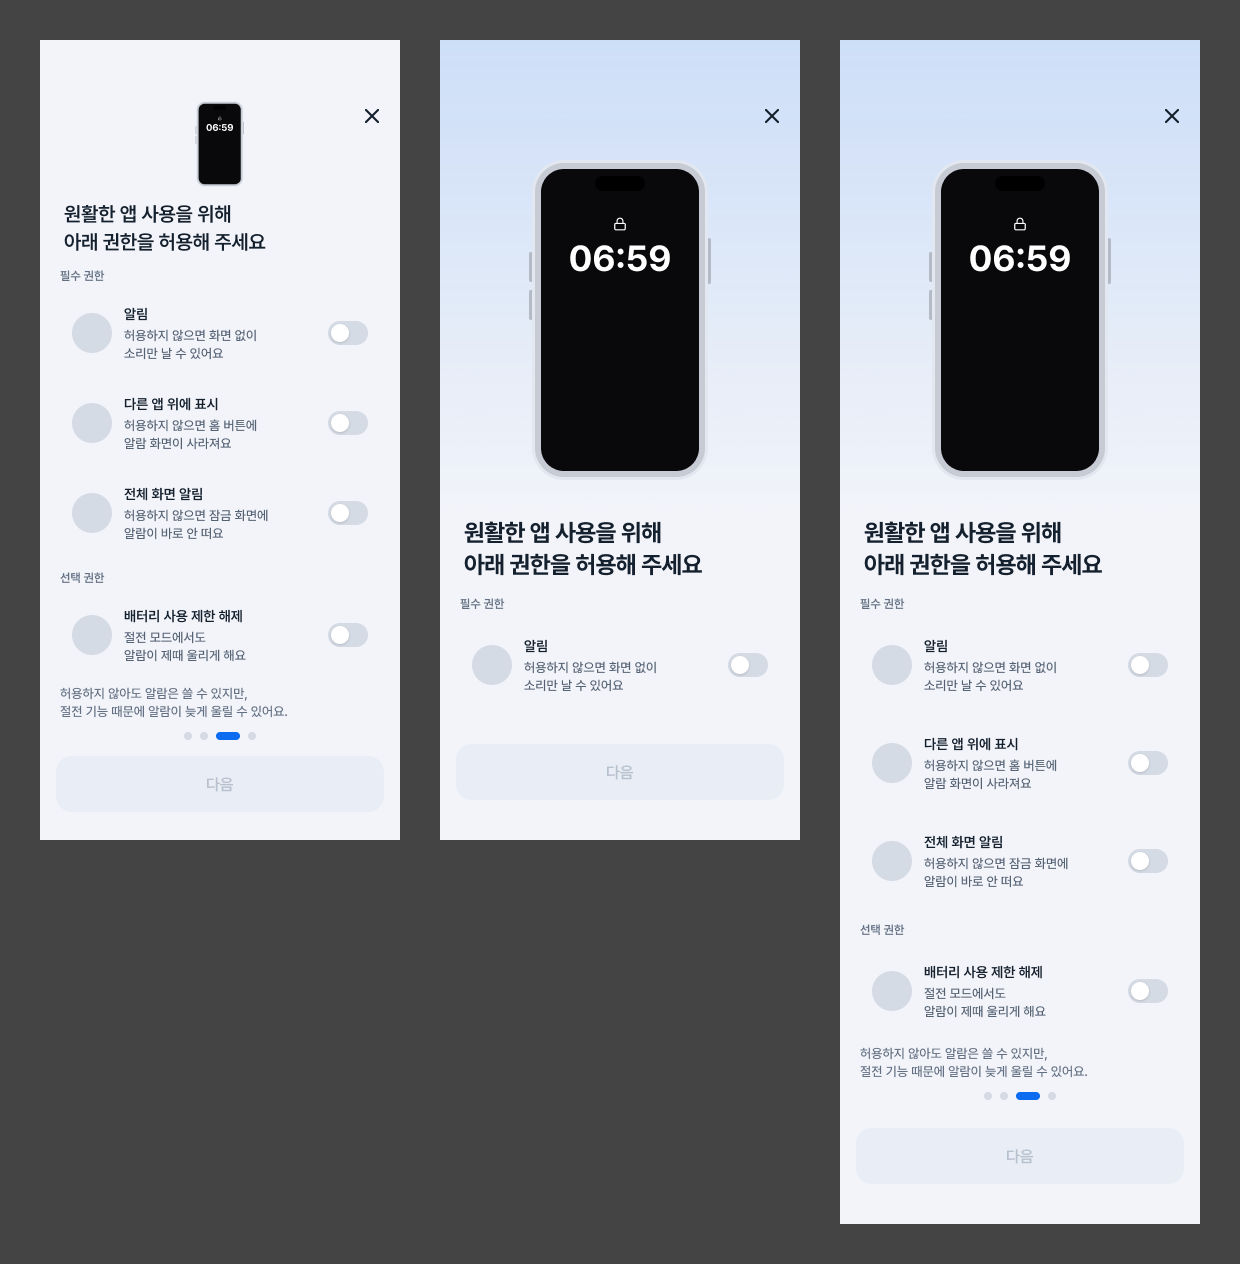 06:59
원활한 앱 사용을 위해
아래 권한을 허용해 주세요
필수 권한
알림
허용하지 않으면 화면 없이
소리만 날 수 있어요
다른 앱 위에 표시
허용하지 않으면 홈 버튼에
알람 화면이 사라져요
전체 화면 알림
허용하지 않으면 잠금 화면에
알람이 바로 안 떠요
선택 권한
배터리 사용 제한 해제
절전 모드에서도
알람이 제때 울리게 해요
허용하지 않아도 알람은 쓸 수 있지만,
절전 기능 때문에 알람이 늦게 울릴 수 있어요.
다음
06:59
원활한 앱 사용을 위해
아래 권한을 허용해 주세요
필수 권한
알림
허용하지 않으면 화면 없이
소리만 날 수 있어요
다음
06:59
원활한 앱 사용을 위해
아래 권한을 허용해 주세요
필수 권한
알림
허용하지 않으면 화면 없이
소리만 날 수 있어요
다른 앱 위에 표시
허용하지 않으면 홈 버튼에
알람 화면이 사라져요
전체 화면 알림
허용하지 않으면 잠금 화면에
알람이 바로 안 떠요
선택 권한
배터리 사용 제한 해제
절전 모드에서도
알람이 제때 울리게 해요
허용하지 않아도 알람은 쓸 수 있지만,
절전 기능 때문에 알람이 늦게 울릴 수 있어요.
다음